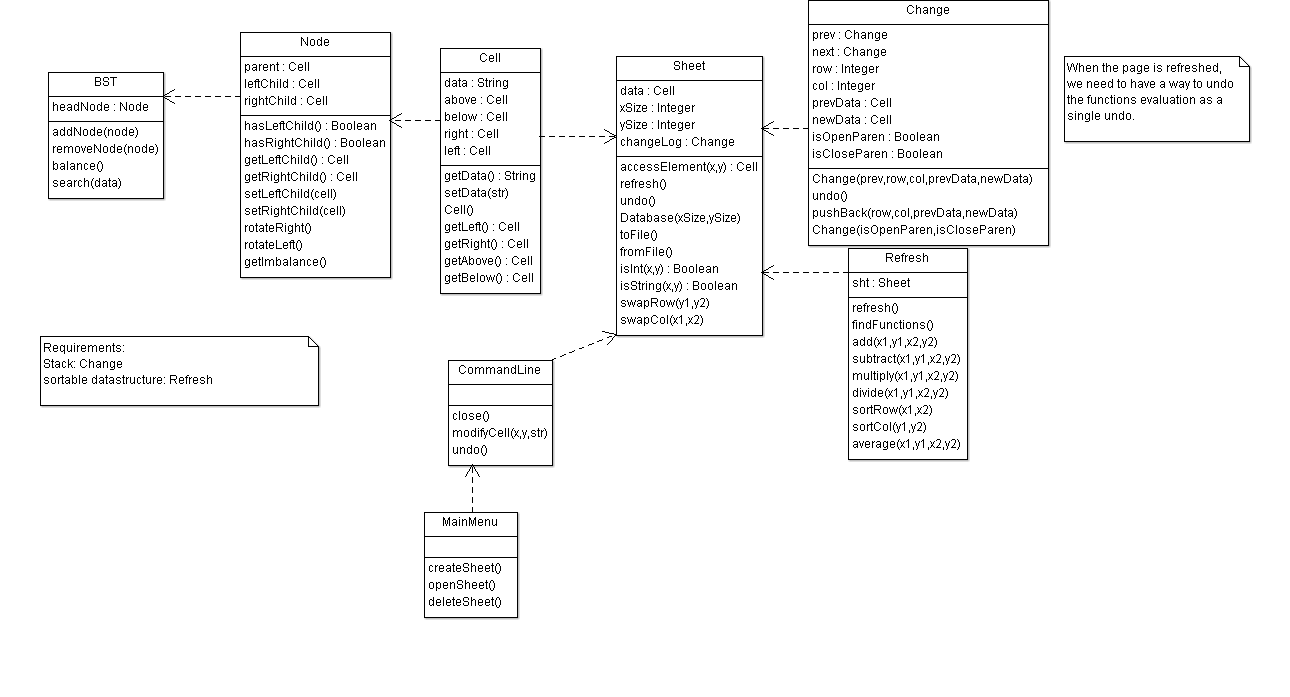 BST
headNode : Node
addNode(node)
removeNode(node)
balance()
search(data)
Node
parent : Cell
leftChild : Cell
rightChild : Cell
hasLeftChild() : Boolean
hasRightChild() : Boolean
getLeftChild() : Cell
getRightChild() : Cell
setLeftChild(cell)
setRightChild(cell)
rotateRight()
rotateLeft()
getImbalance()
Cell
data : String
above : Cell
below : Cell
right : Cell
left : Cell
getData() : String
setData(str)
Cell()
getLeft() : Cell
getRight() : Cell
getAbove() : Cell
getBelow() : Cell
Sheet
data : Cell
xSize : Integer
ySize : Integer
changeLog : Change
accessElement(x,y) : Cell
refresh()
undo()
Database(xSize,ySize)
toFile()
fromFile()
isInt(x,y) : Boolean
isString(x,y) : Boolean
swapRow(y1,y2)
swapCol(x1,x2)
Change
prev : Change
next : Change
row : Integer
col : Integer
prevData : Cell
newData : Cell
isOpenParen : Boolean
isCloseParen : Boolean
Change(prev,row,col,prevData,newData)
undo()
pushBack(row,col,prevData,newData)
Change(isOpenParen,isCloseParen)
When the page is refreshed,
we need to have a way to undo
the functions evaluation as a
single undo.
Refresh
sht : Sheet
refresh()
findFunctions()
add(x1,y1,x2,y2)
subtract(x1,y1,x2,y2)
multiply(x1,y1,x2,y2)
divide(x1,y1,x2,y2)
sortRow(x1,x2)
sortCol(y1,y2)
average(x1,y1,x2,y2)
Requirements:
Stack: Change
sortable datastructure: Refresh
CommandLine
close()
modifyCell(x,y,str)
undo()
MainMenu
createSheet()
openSheet()
deleteSheet()